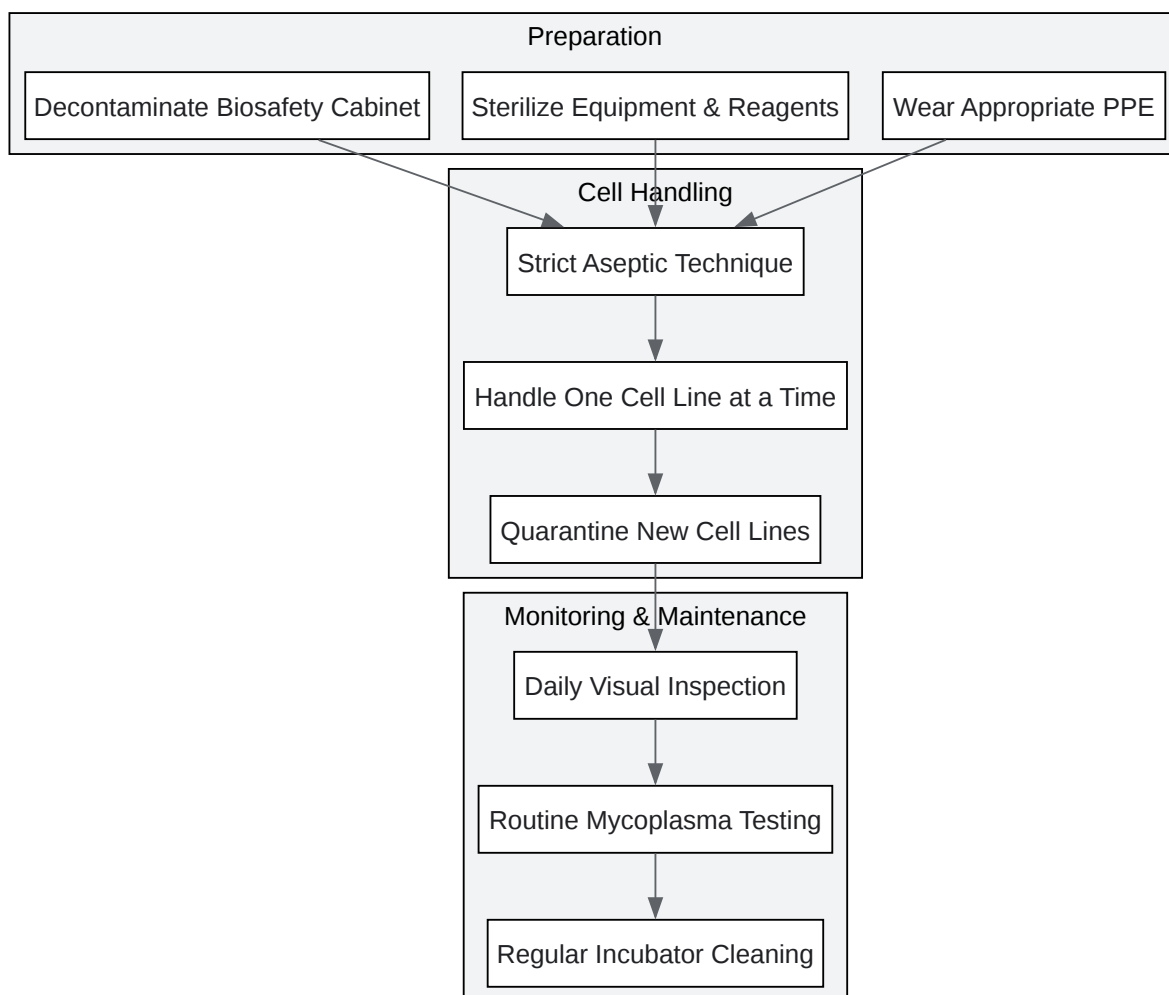 Preparation
Decontaminate Biosafety Cabinet
Sterilize Equipment & Reagents
Wear Appropriate PPE
Cell Handling
Strict Aseptic Technique
Handle One Cell Line at a Time
Quarantine New Cell Lines
Monitoring & Maintenance
Daily Visual Inspection
Routine Mycoplasma Testing
Regular Incubator Cleaning